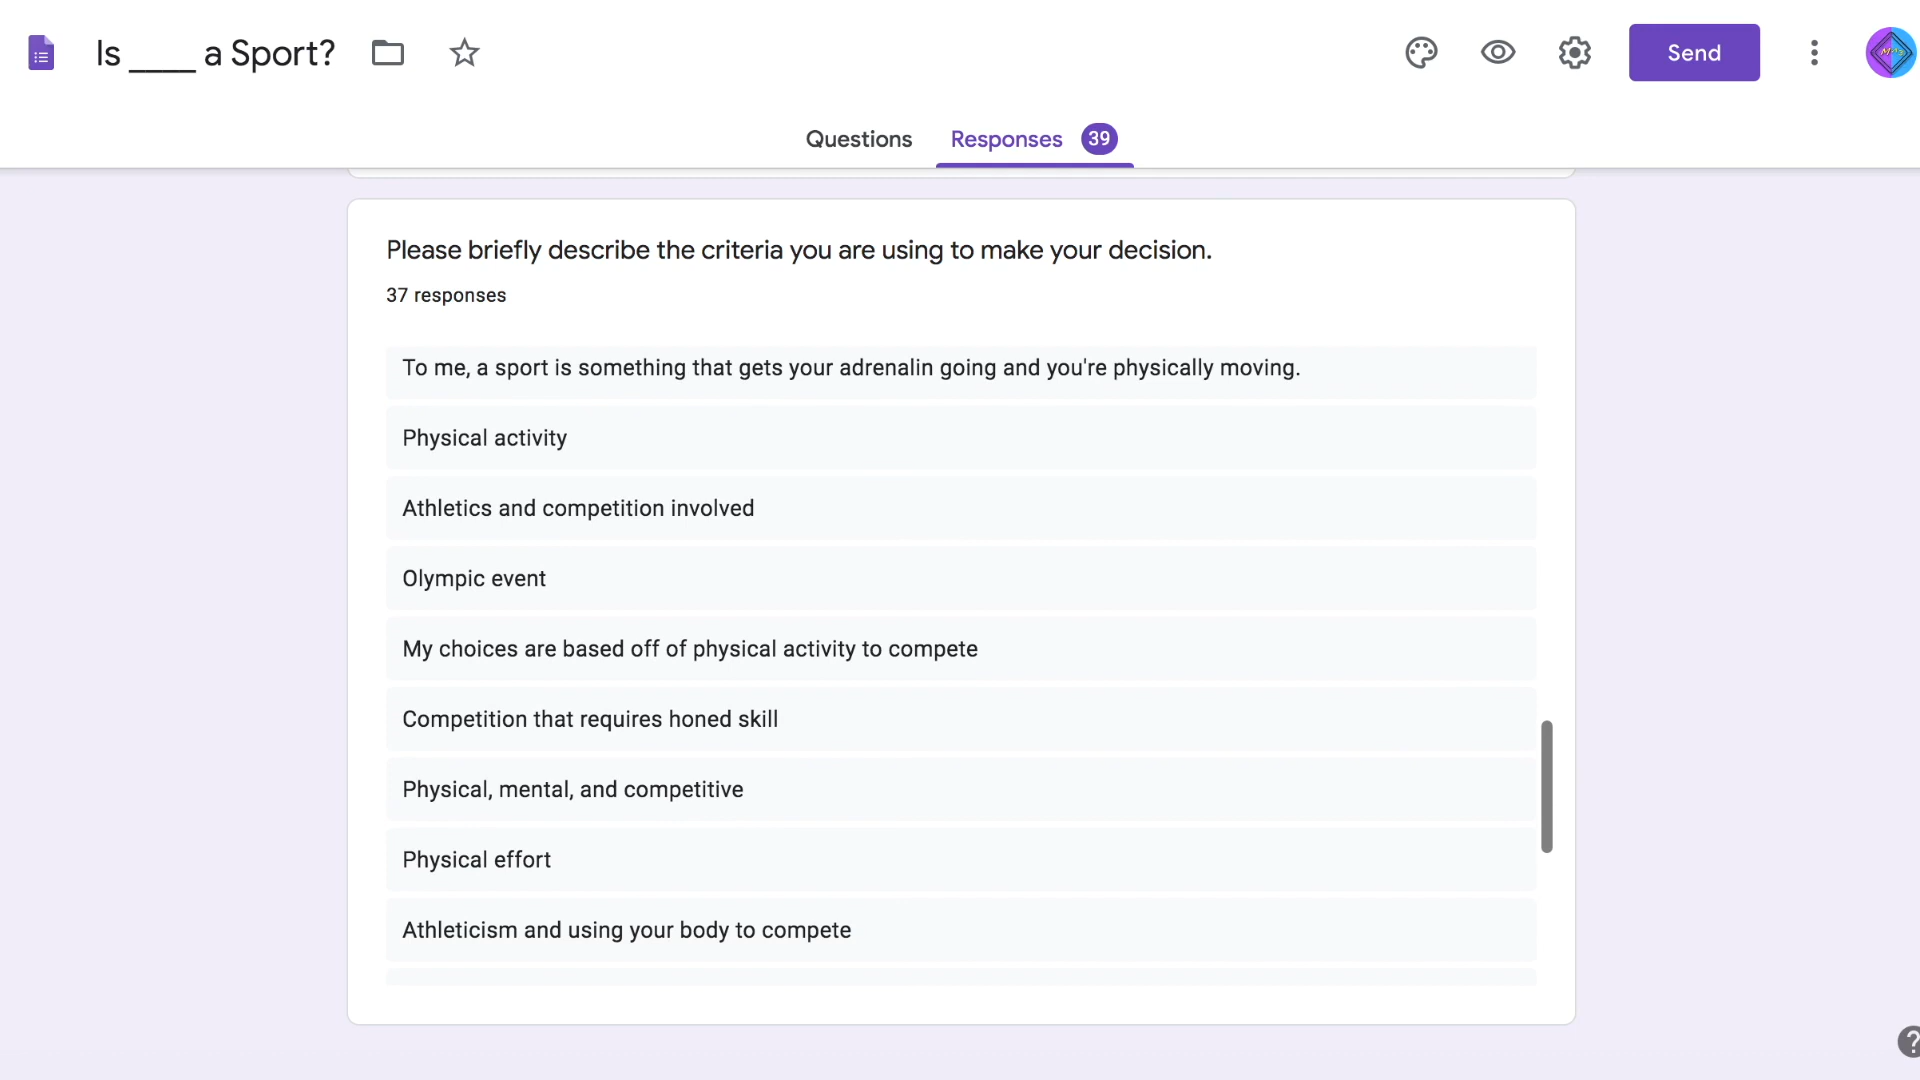 Is ____ a Sport?
Send
Questions
Responses 39
Please briefly describe the criteria you are using to make your decision.
37 responses
To me, a sport is something that gets your adrenalin going and you're physically moving.
Physical activity
Athletics and competition involved
Olympic event
My choices are based off of physical activity to compete
Competition that requires honed skill
Physical, mental, and competitive
Physical effort
Athleticism and using your body to compete
?